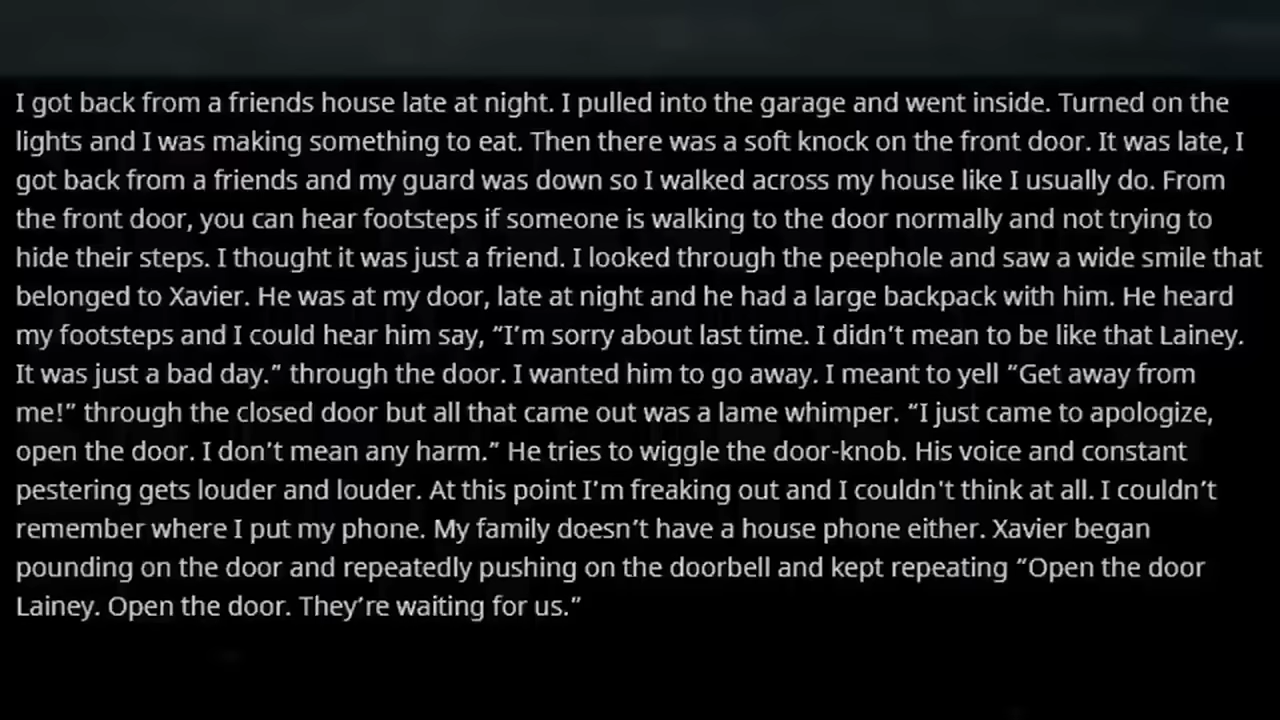 I got back from a friends house late at night. I pulled into the garage and went inside. Turned on the
lights and I was making something to eat. Then there was a soft knock on the front door. It was late, I
got back from a friends and my guard was down so I walked across my house like I usually do. From
the front door, you can hear footsteps if someone is walking to the door normally and not trying to
hide their steps. I thought it was just a friend. I looked through the peephole and saw a wide smile that
belonged to Xavier. He was at my door, late at night and he had a large backpack with him. He heard
my footsteps and I could hear him say, “I’m sorry about last time. I didn’t mean to be like that Lainey.
It was just a bad day.” through the door. I wanted him to go away. I meant to yell “Get away from
me!” through the closed door but all that came out was a lame whimper. “I just came to apologize,
open the door. I don’t mean any harm.” He tries to wiggle the door-knob. His voice and constant
pestering gets louder and louder. At this point I’m freaking out and I couldn't think at all. I couldn’t
remember where I put my phone. My family doesn’t have a house phone either. Xavier began
pounding on the door and repeatedly pushing on the doorbell and kept repeating “Open the door
Lainey. Open the door. They’re waiting for us.”